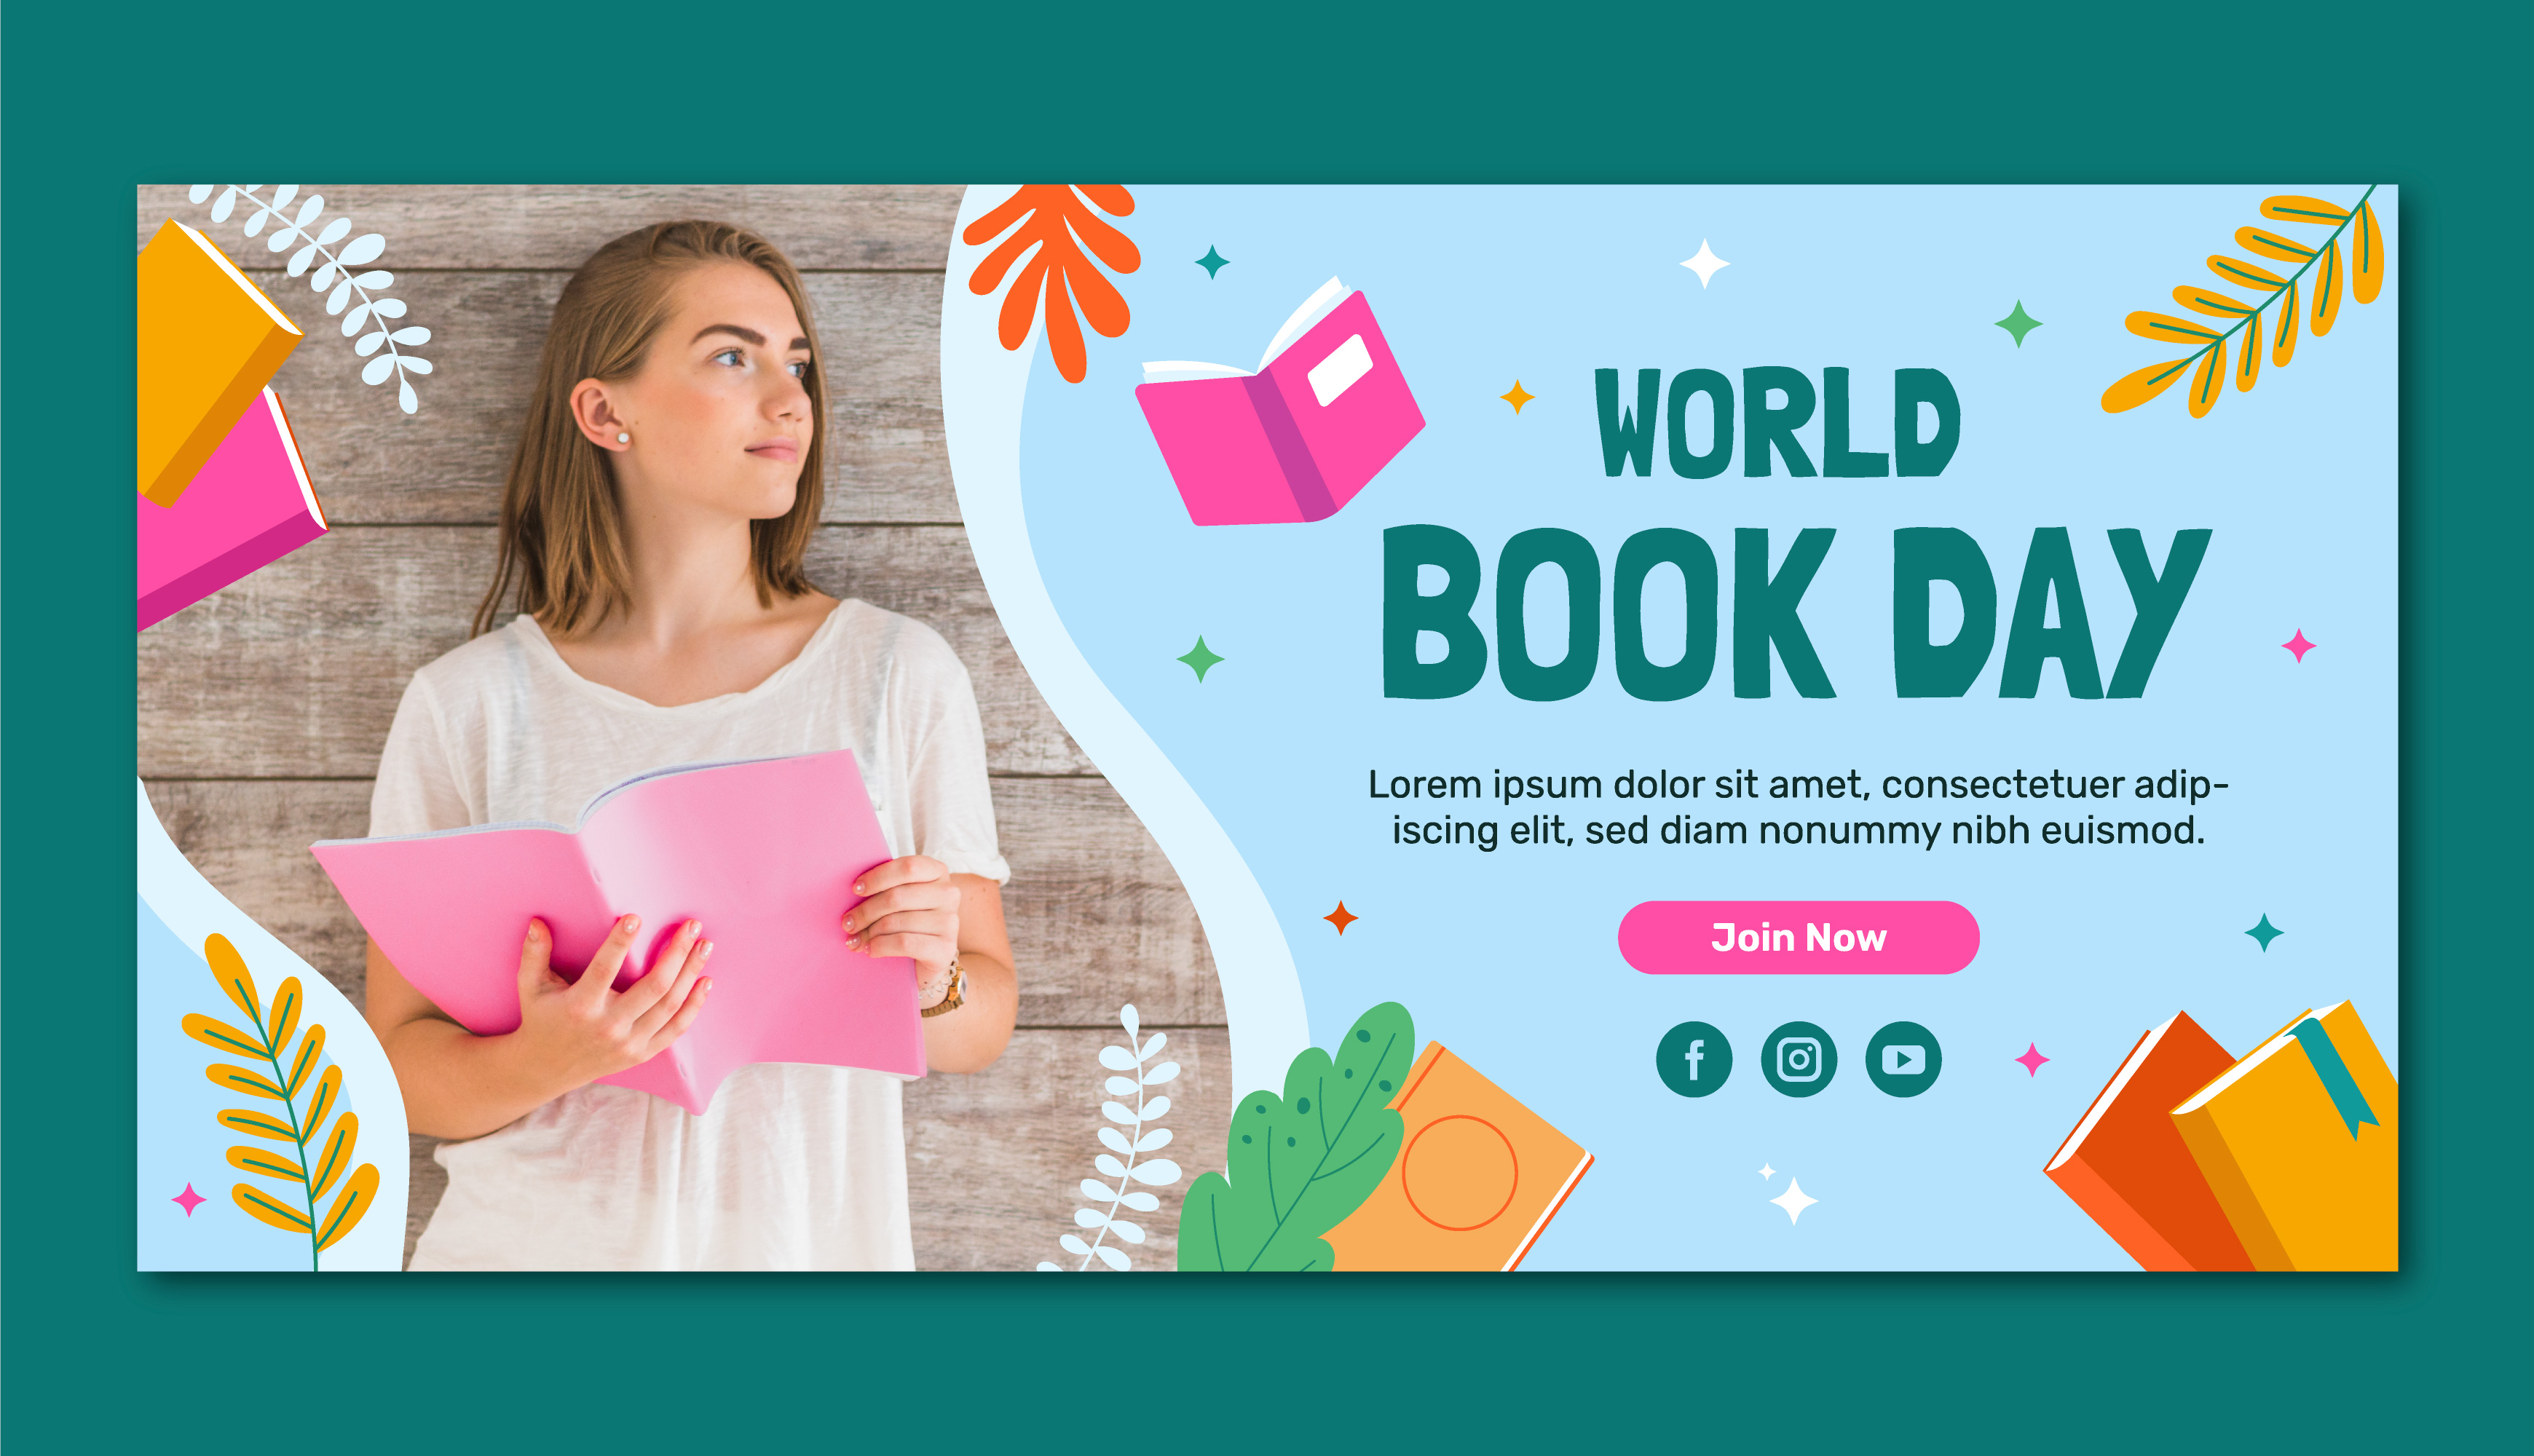 WORLD
BOOK DAY
Lorem ipsum dolor sit amet, consectetuer adip-
iscing elit, sed diam nonummy nibh euismod.
Join Now